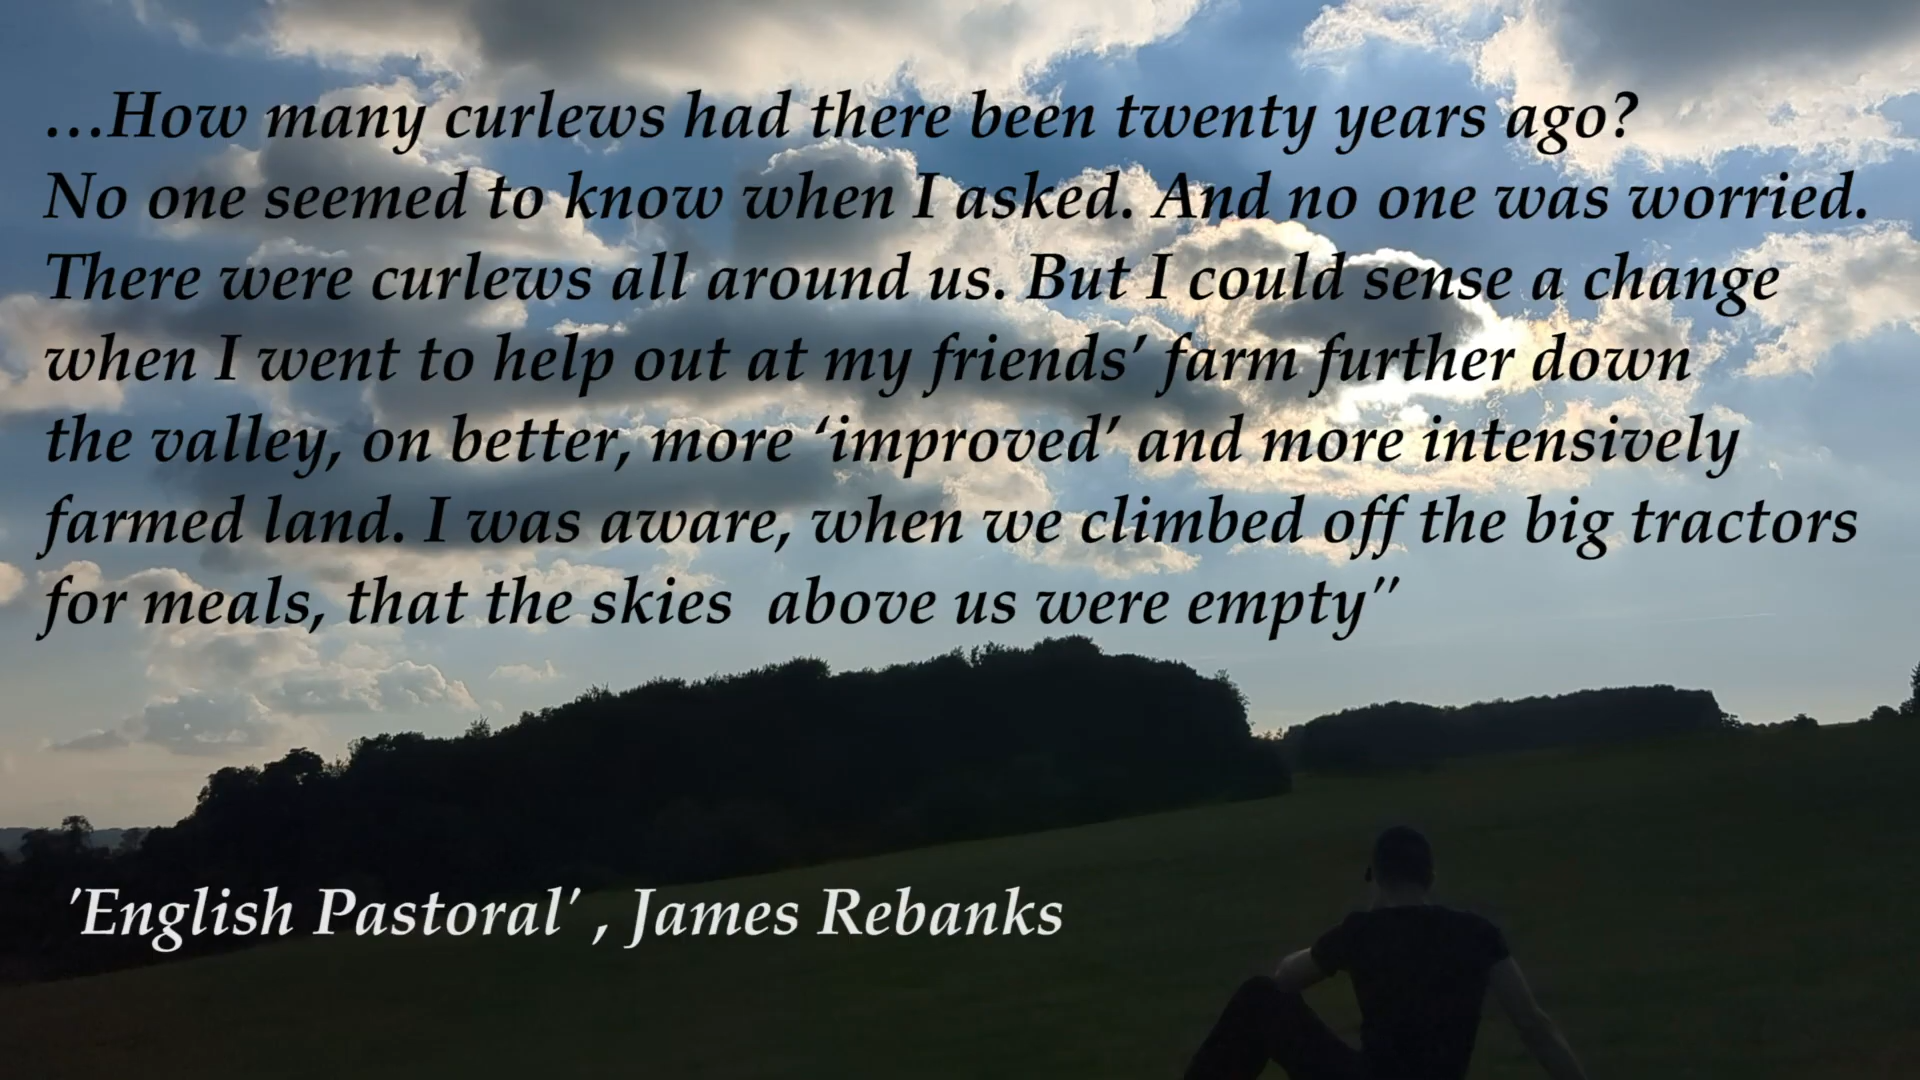 …How many curlews had there been twenty years ago?
No one seemed to know when I asked. And no one was worried.
There were curlews all around us. But I could sense a change
when I went to help out at my friends’ farm further down
the valley, on better, more ‘improved’ and more intensively
farmed land. I was aware, when we climbed off the big tractors
for meals, that the skies  above us were empty"
'English Pastoral' , James Rebanks